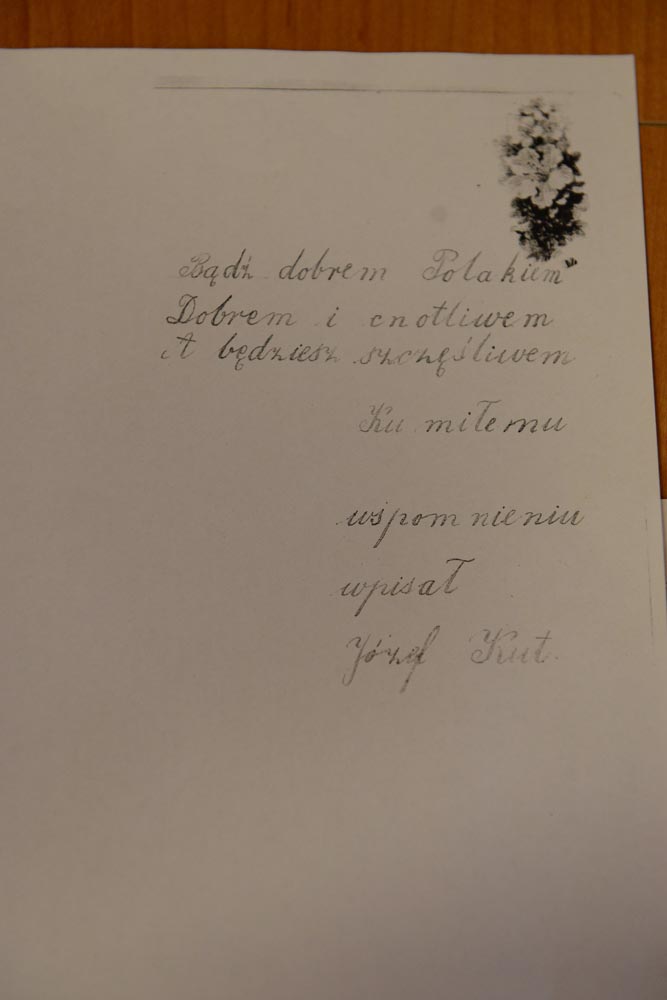 Bądź dobrem Polakiem"
Dobrem i cnotliwem
A będziesz szczęśliwem
Ku miłemu
wspomnieniu
wpisał
Józef Kut.